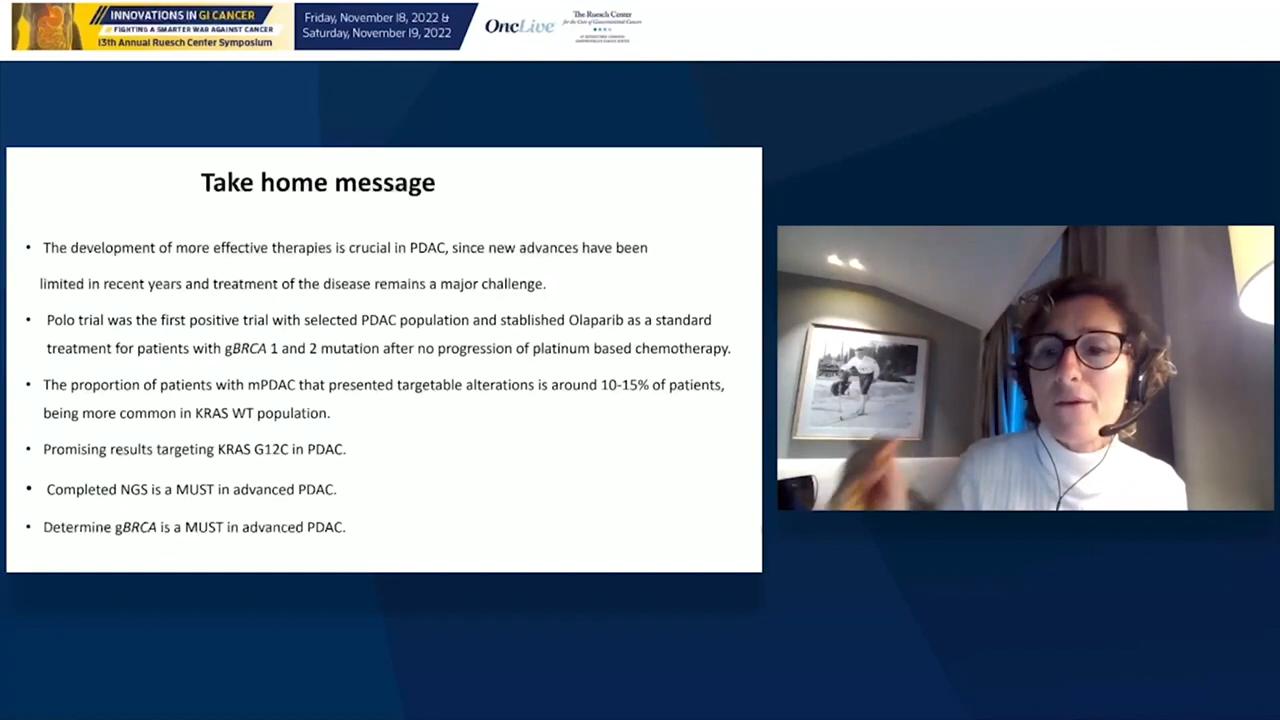 INNOVATIONS IN GI CANCER
FIGHTING A SMARTER WAR AGAINST CANCER
13th Annual Ruesch Center Symposium
Friday, November 18, 2022 &
Saturday, November 19, 2022
OncLive
The Ruesch Center
for the Cure of Gastrointestinal Cancers
Take home message
• The development of more effective therapies is crucial in PDAC, since new advances have been
limited in recent years and treatment of the disease remains a major challenge.
• Polo trial was the first positive trial with selected PDAC population and stablished Olaparib as a standard
treatment for patients with gBRCA 1 and 2 mutation after no progression of platinum based chemotherapy.
• The proportion of patients with mPDAC that presented targetable alterations is around 10-15% of patients,
being more common in KRAS WT population.
• Promising results targeting KRAS G12C in PDAC.
• Completed NGS is a MUST in advanced PDAC.
• Determine gBRCA is a MUST in advanced PDAC.